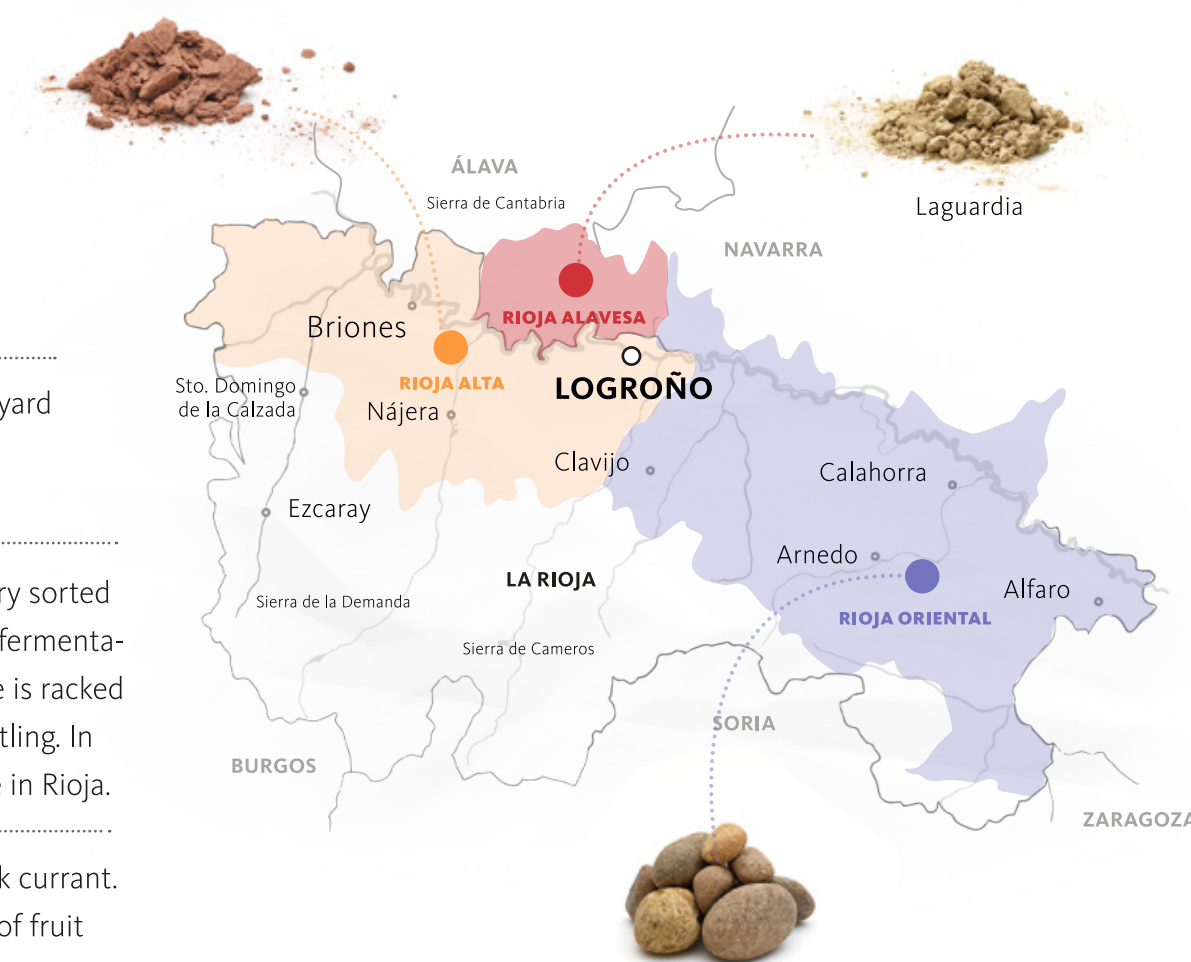 yard
ry sorted
fermenta-
e is racked
tling. In
e in Rioja.
k currant.
of fruit
ÁLAVA
Sierra de Cantabria
Laguardia
NAVARRA
RIOJA ALAVESA
Briones
LOGROÑO
RIOJA ALTA
Sto. Domingo
de la Calzada
Nájera
Clavijo
Calahorra
Ezcaray
Arnedo
LA RIOJA
Alfaro
Sierra de la Demanda
RIOJA ORIENTAL
Sierra de Cameros
SORIA
BURGOS
ZARAGOZA